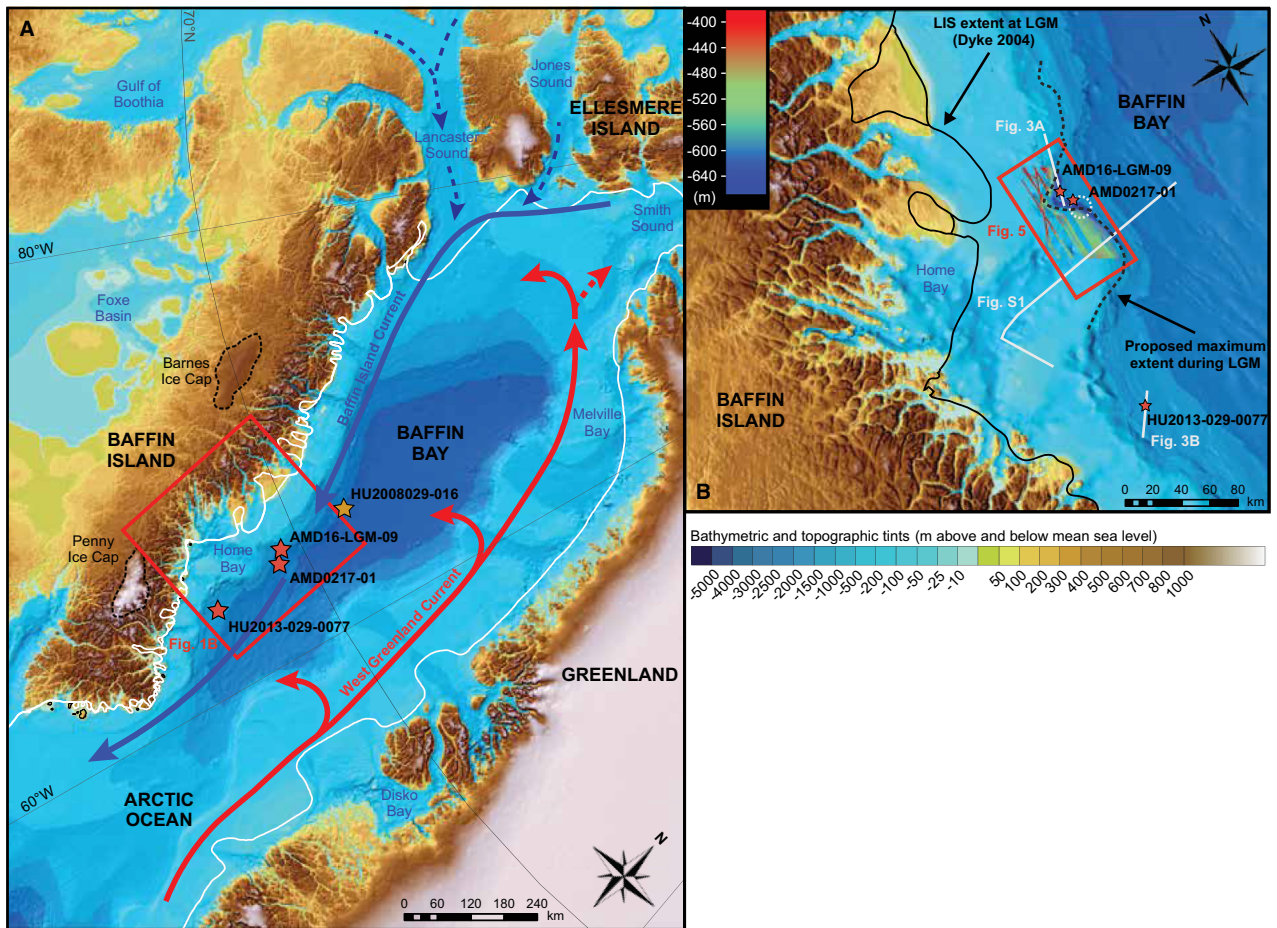 A
70°N
Gulf of
Boothia
Jones
Sound
ELLESMERE
ISLAND
Lancaster
Sound
Smith
Sound
80°W
Foxe
Basin
Barnes
Ice Cap
Baffin Island Current
Melville
Bay
BAFFIN
ISLAND
BAFFIN
BAY
HU2008029-016
Penny
Ice Cap
Home
Bay
AMD16-LGM-09
AMD0217-01
HU2013-029-0077
Fig. 1B
West Greenland Current
GREENLAND
60°W
ARCTIC
OCEAN
Disko
Bay
N
0 60 120 180 240
km
-400
-440
-480
-520
-560
-600
-640
(m)
LIS extent at LGM
(Dyke 2004)
N
BAFFIN
BAY
Fig. 3A
AMD16-LGM-09
AMD0217-01
Fig. 5
Home
Bay
Fig. S1
Proposed maximum
extent during LGM
BAFFIN
ISLAND
HU2013-029-0077
Fig. 3B
B
0 20 40 60 80
km
Bathymetric and topographic tints (m above and below mean sea level)
-5000 -4000 -3000 -2500 -2000 -1500 -1000 -500 -200 -100 -50 -25 -10 50 100 200 300 400 500 600 700 800 1000